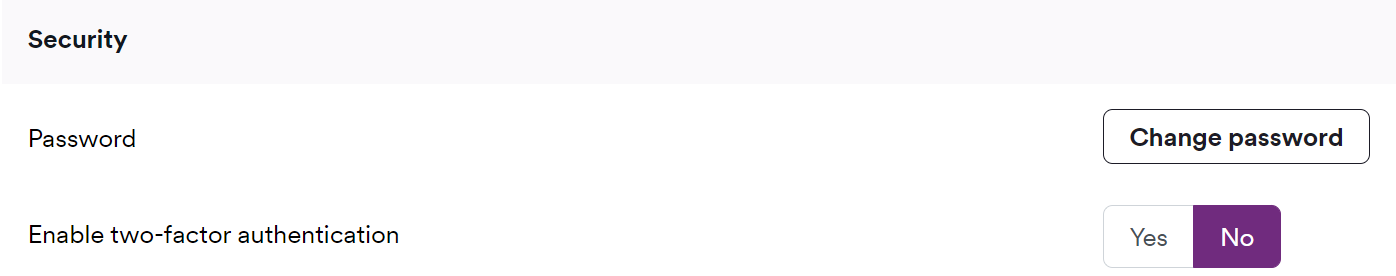 Security
Password
Change password
Enable two-factor authentication
Yes
No